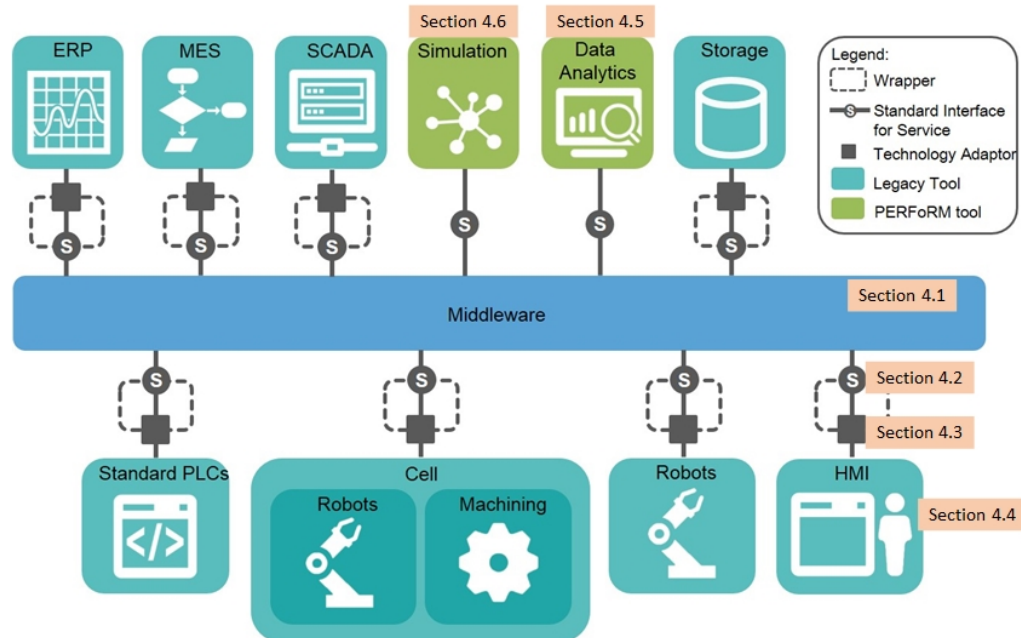 Section 4.6
Section 4.5
ERP
MES
SCADA
Simulation
Data
Analytics
Storage
Legend:
Wrapper
S
Standard Interface
for Service
Technology Adaptor
Legacy Tool
PERFoRM tool
S
S
S
S
S
S
Section 4.1
Middleware
S
S
S
S
Section 4.2
Section 4.3
Standard PLCs
Cell
Robots
HMI
Robots
Machining
Section 4.4
</>